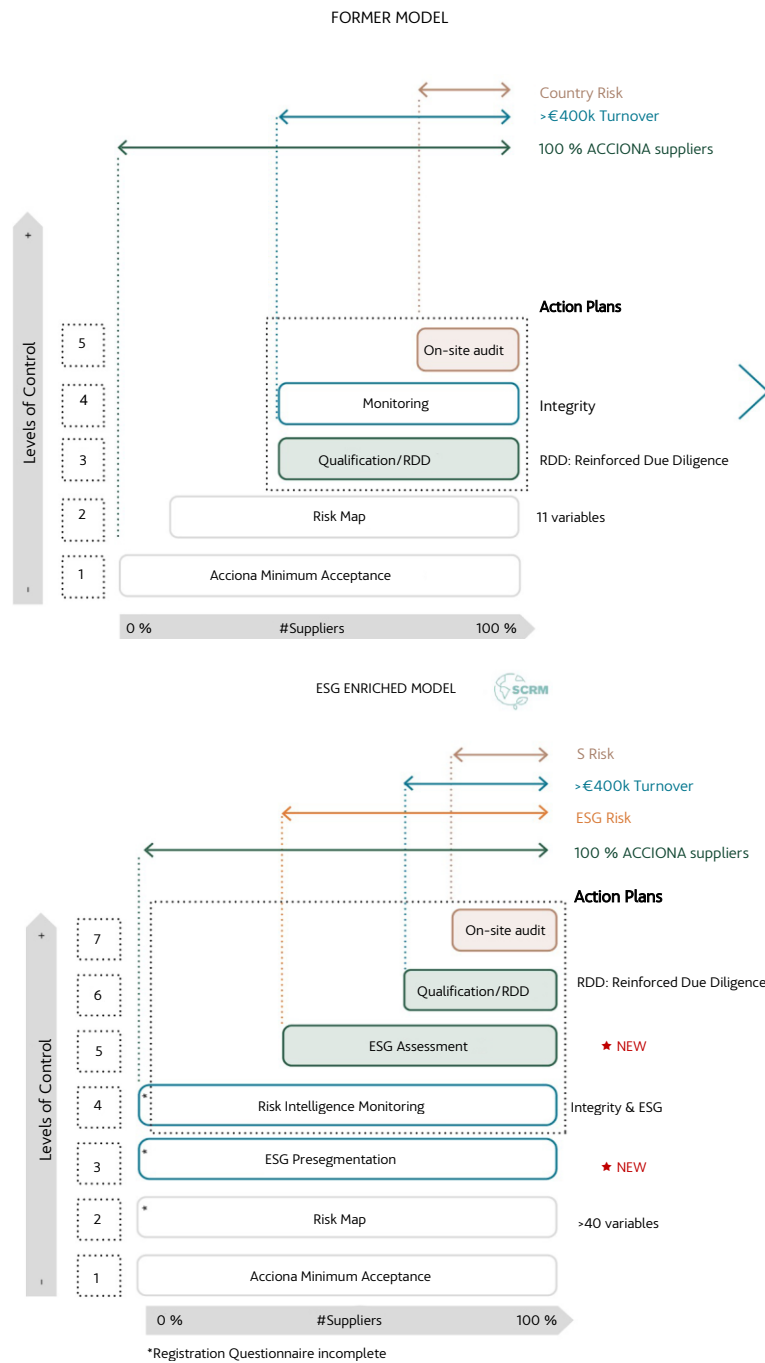 FORMER MODEL
Country Risk
>€400k Turnover
100 % ACCIONA suppliers
+
Levels of Control
-
Action Plans
5
On-site audit
4
Monitoring
Integrity
3
Qualification/RDD
RDD: Reinforced Due Diligence
2
Risk Map
11 variables
1
Acciona Minimum Acceptance
0 %
#Suppliers
100 %
ESG ENRICHED MODEL
SCRM
S Risk
>€400k Turnover
ESG Risk
100 % ACCIONA suppliers
Action Plans
+
Levels of Control
-
7
On-site audit
6
Qualification/RDD
RDD: Reinforced Due Diligence
5
ESG Assessment
★ NEW
4
*
Risk Intelligence Monitoring
Integrity & ESG
3
*
ESG Presegmentation
★ NEW
2
*
Risk Map
>40 variables
1
Acciona Minimum Acceptance
0 %
#Suppliers
100 %
*Registration Questionnaire incomplete